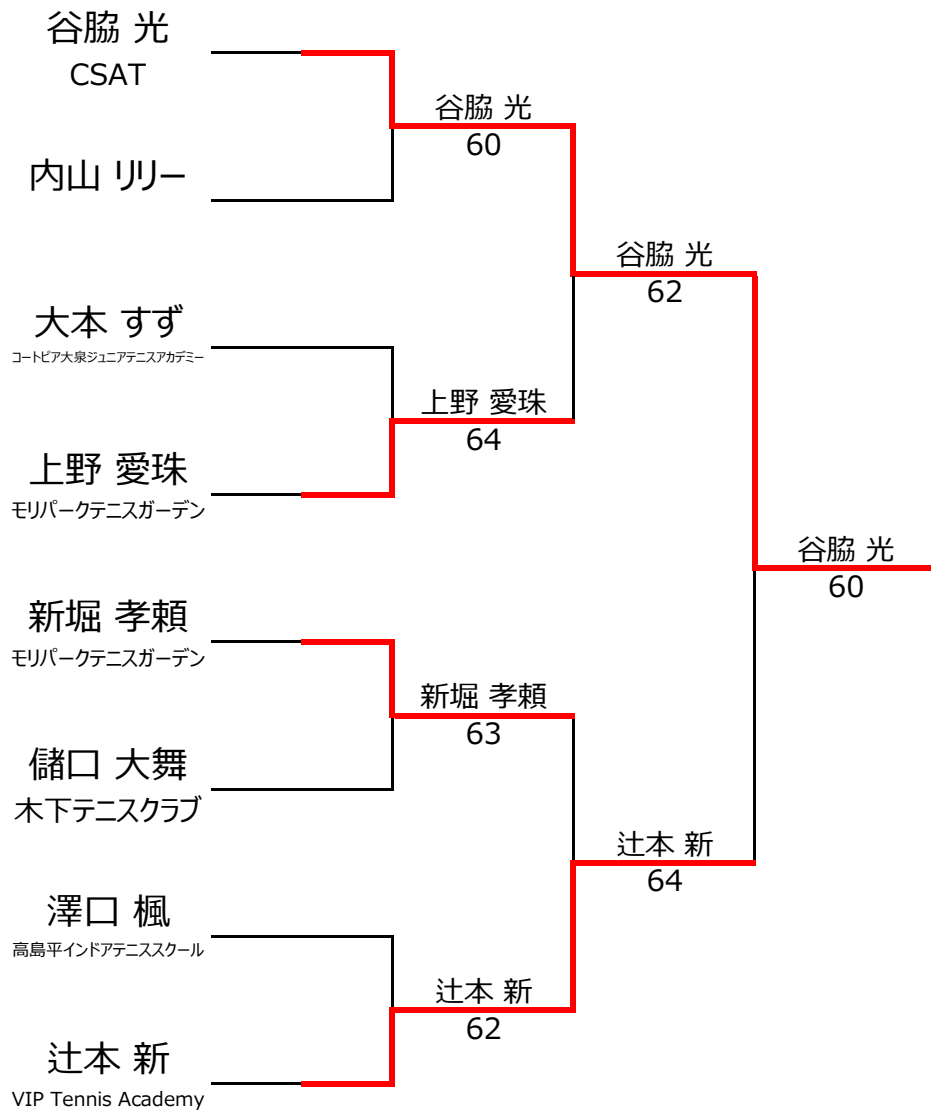 谷脇 光
CSAT
谷脇 光
60
内山 リリー
谷脇 光
62
大本 すず
コートピア大泉ジュニアテニスアカデミー
上野 愛珠
64
上野 愛珠
モリパークテニスガーデン
谷脇 光
60
新堀 孝頼
モリパークテニスガーデン
新堀 孝頼
63
儲口 大舞
木下テニスクラブ
辻本 新
64
澤口 楓
高島平インドアテニススクール
辻本 新
62
辻本 新
VIP Tennis Academy